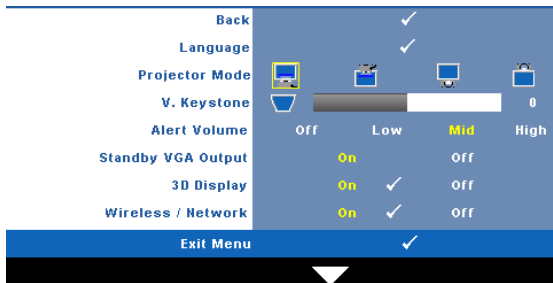 Back
Language
Projector Mode
V. Keystone 0
Alert Volume Off Low Mid High
Standby VGA Output On Off
3D Display On Off
Wireless / Network On Off
Exit Menu